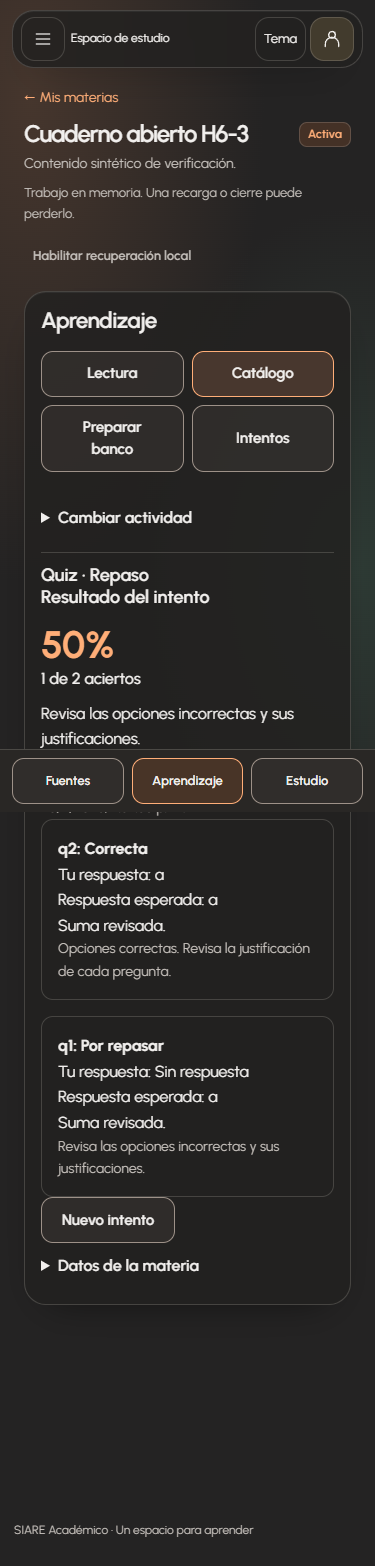 Espacio de estudio
Tema
← Mis materias
Cuaderno abierto H6-3
Activa
Contenido sintético de verificación.
Trabajo en memoria. Una recarga o cierre puede
perderlo.
Habilitar recuperación local
Aprendizaje
Lectura
Catálogo
Preparar
banco
Intentos
▶ Cambiar actividad
Quiz · Repaso
Resultado del intento
50%
1 de 2 aciertos
Revisa las opciones incorrectas y sus
justificaciones.
Fuentes
Aprendizaje
Estudio
q2: Correcta
Tu respuesta: a
Respuesta esperada: a
Suma revisada.
Opciones correctas. Revisa la justificación
de cada pregunta.
q1: Por repasar
Tu respuesta: Sin respuesta
Respuesta esperada: a
Suma revisada.
Revisa las opciones incorrectas y sus
justificaciones.
Nuevo intento
▶ Datos de la materia
SIARE Académico · Un espacio para aprender